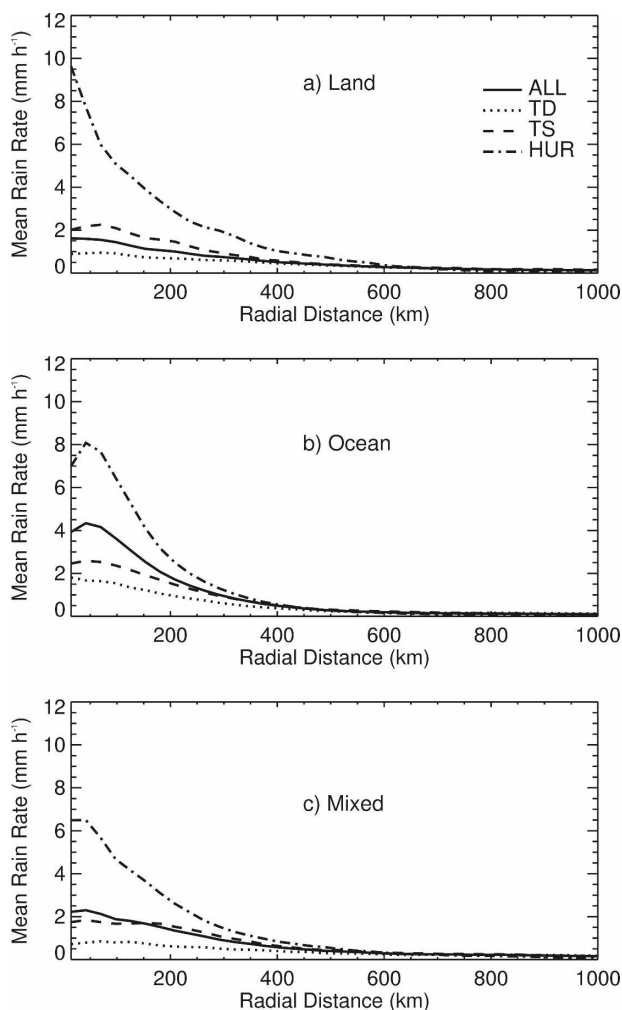 12
10
8
6
4
2
0
Mean Rain Rate (mm h⁻¹)
a) Land
ALL
TD
TS
HUR
200 400 600 800 1000
Radial Distance (km)
12
10
8
6
4
2
0
Mean Rain Rate (mm h⁻¹)
b) Ocean
200 400 600 800 1000
Radial Distance (km)
12
10
8
6
4
2
0
Mean Rain Rate (mm h⁻¹)
c) Mixed
200 400 600 800 1000
Radial Distance (km)